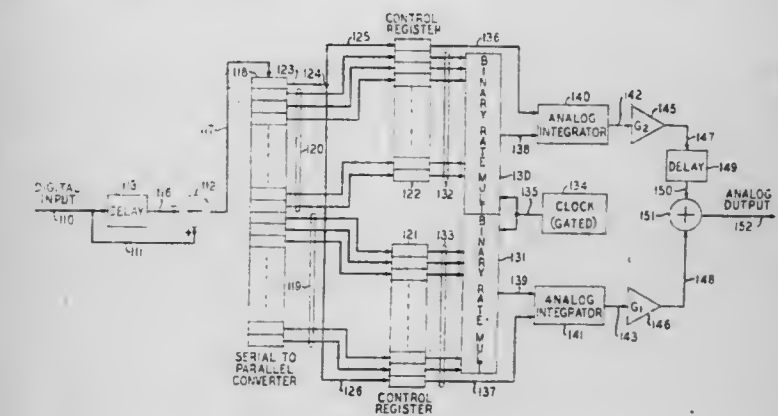 CONTROL
REGISTER
125
136
118
123
124
BINARY RATE MUL
140
142
145
ANALOG
INTEGRATOR
G2
147
138
120
DELAY
149
130
DIGITAL
INPUT
113
116
112
122
132
135
134
150
ANALOG
OUTPUT
DELAY
110
CLOCK
(GATED)
151
+
152
+
111
121
133
131
BINARY RATE MUL
139
148
119
ANALOG
INTEGRATOR
G1
141
143
146
SERIAL TO
PARALLEL
CONVERTER
126
137
CONTROL
REGISTER